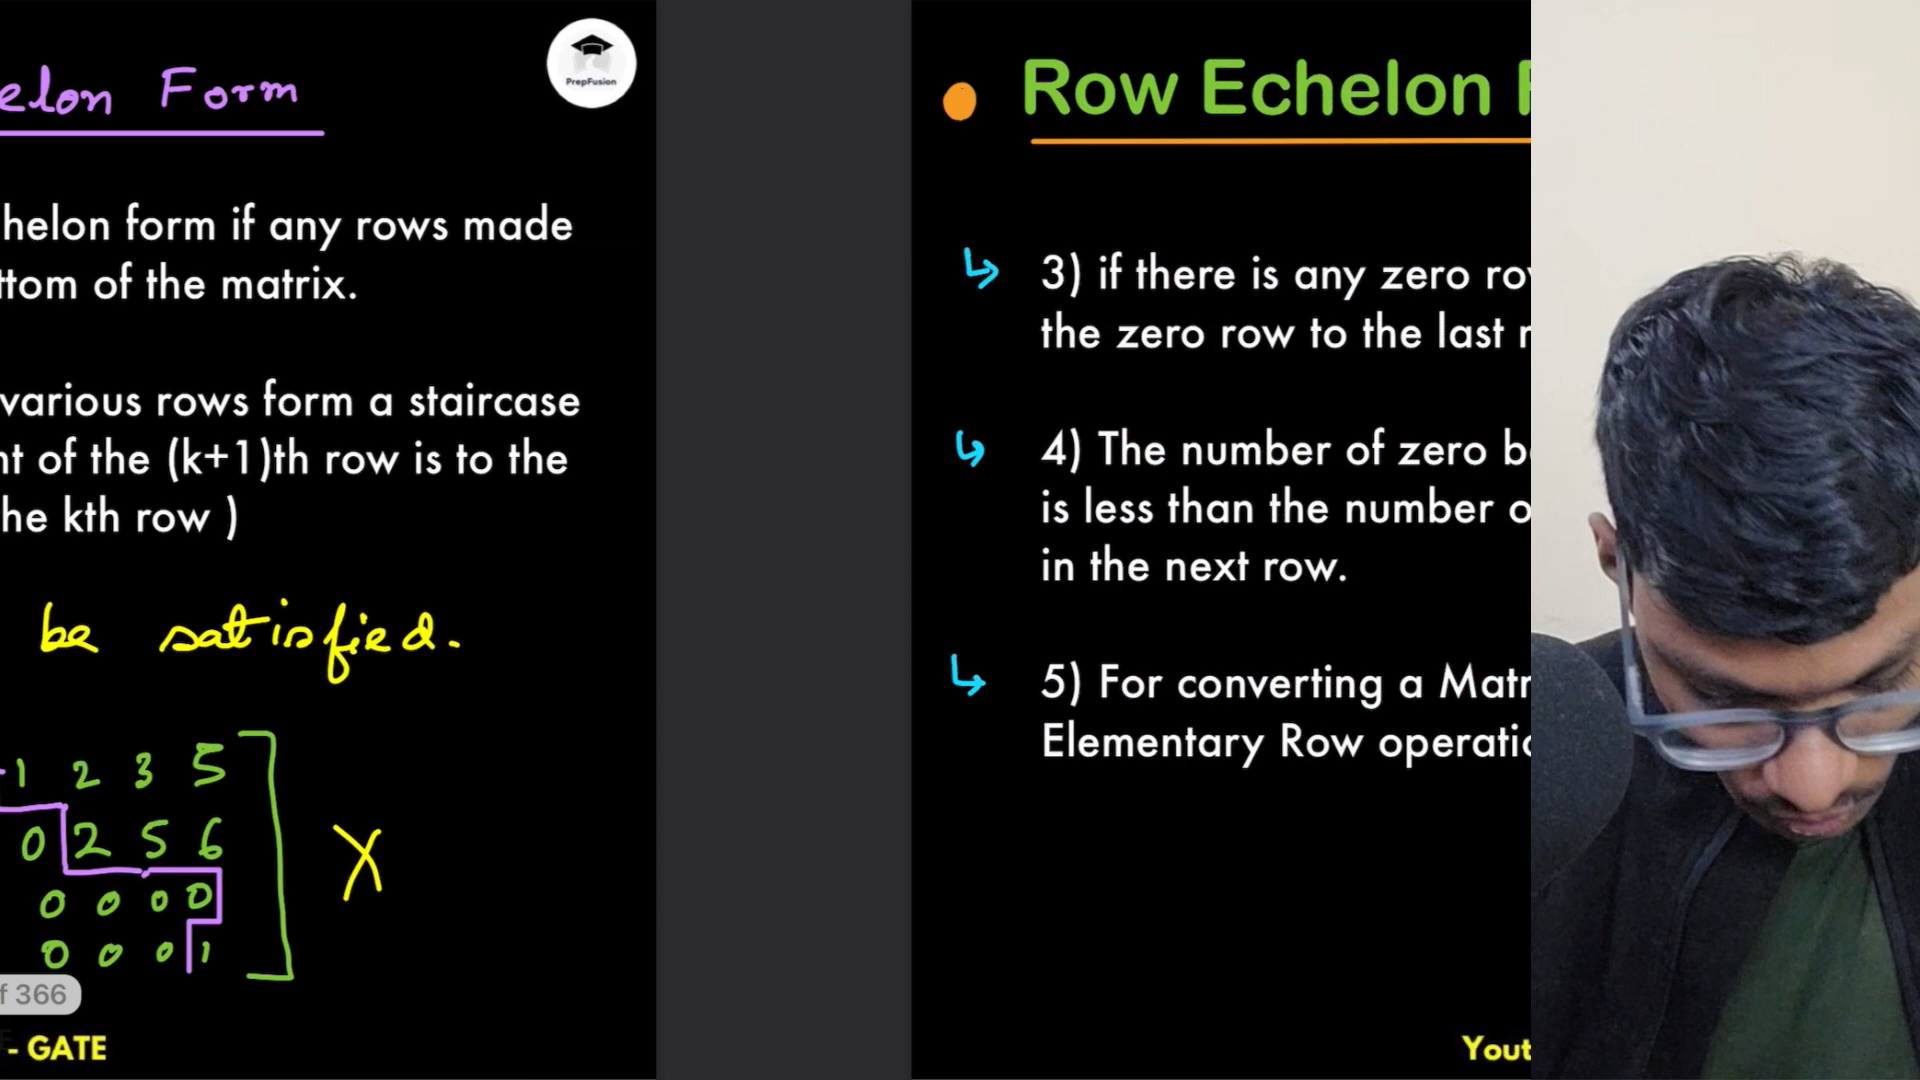 elon Form
PrepFusion
helon form if any rows made
ttom of the matrix.
various rows form a staircase
nt of the (k+1)th row is to the
he kth row )
be satisfied.
1 2 3 5
0 2 5 6
0 0 0 0
0 0 0 1
X
f 366
- GATE
Row Echelon F
3) if there is any zero row
the zero row to the last r
4) The number of zero be
is less than the number o
in the next row.
5) For converting a Matr
Elementary Row operatio
Yout